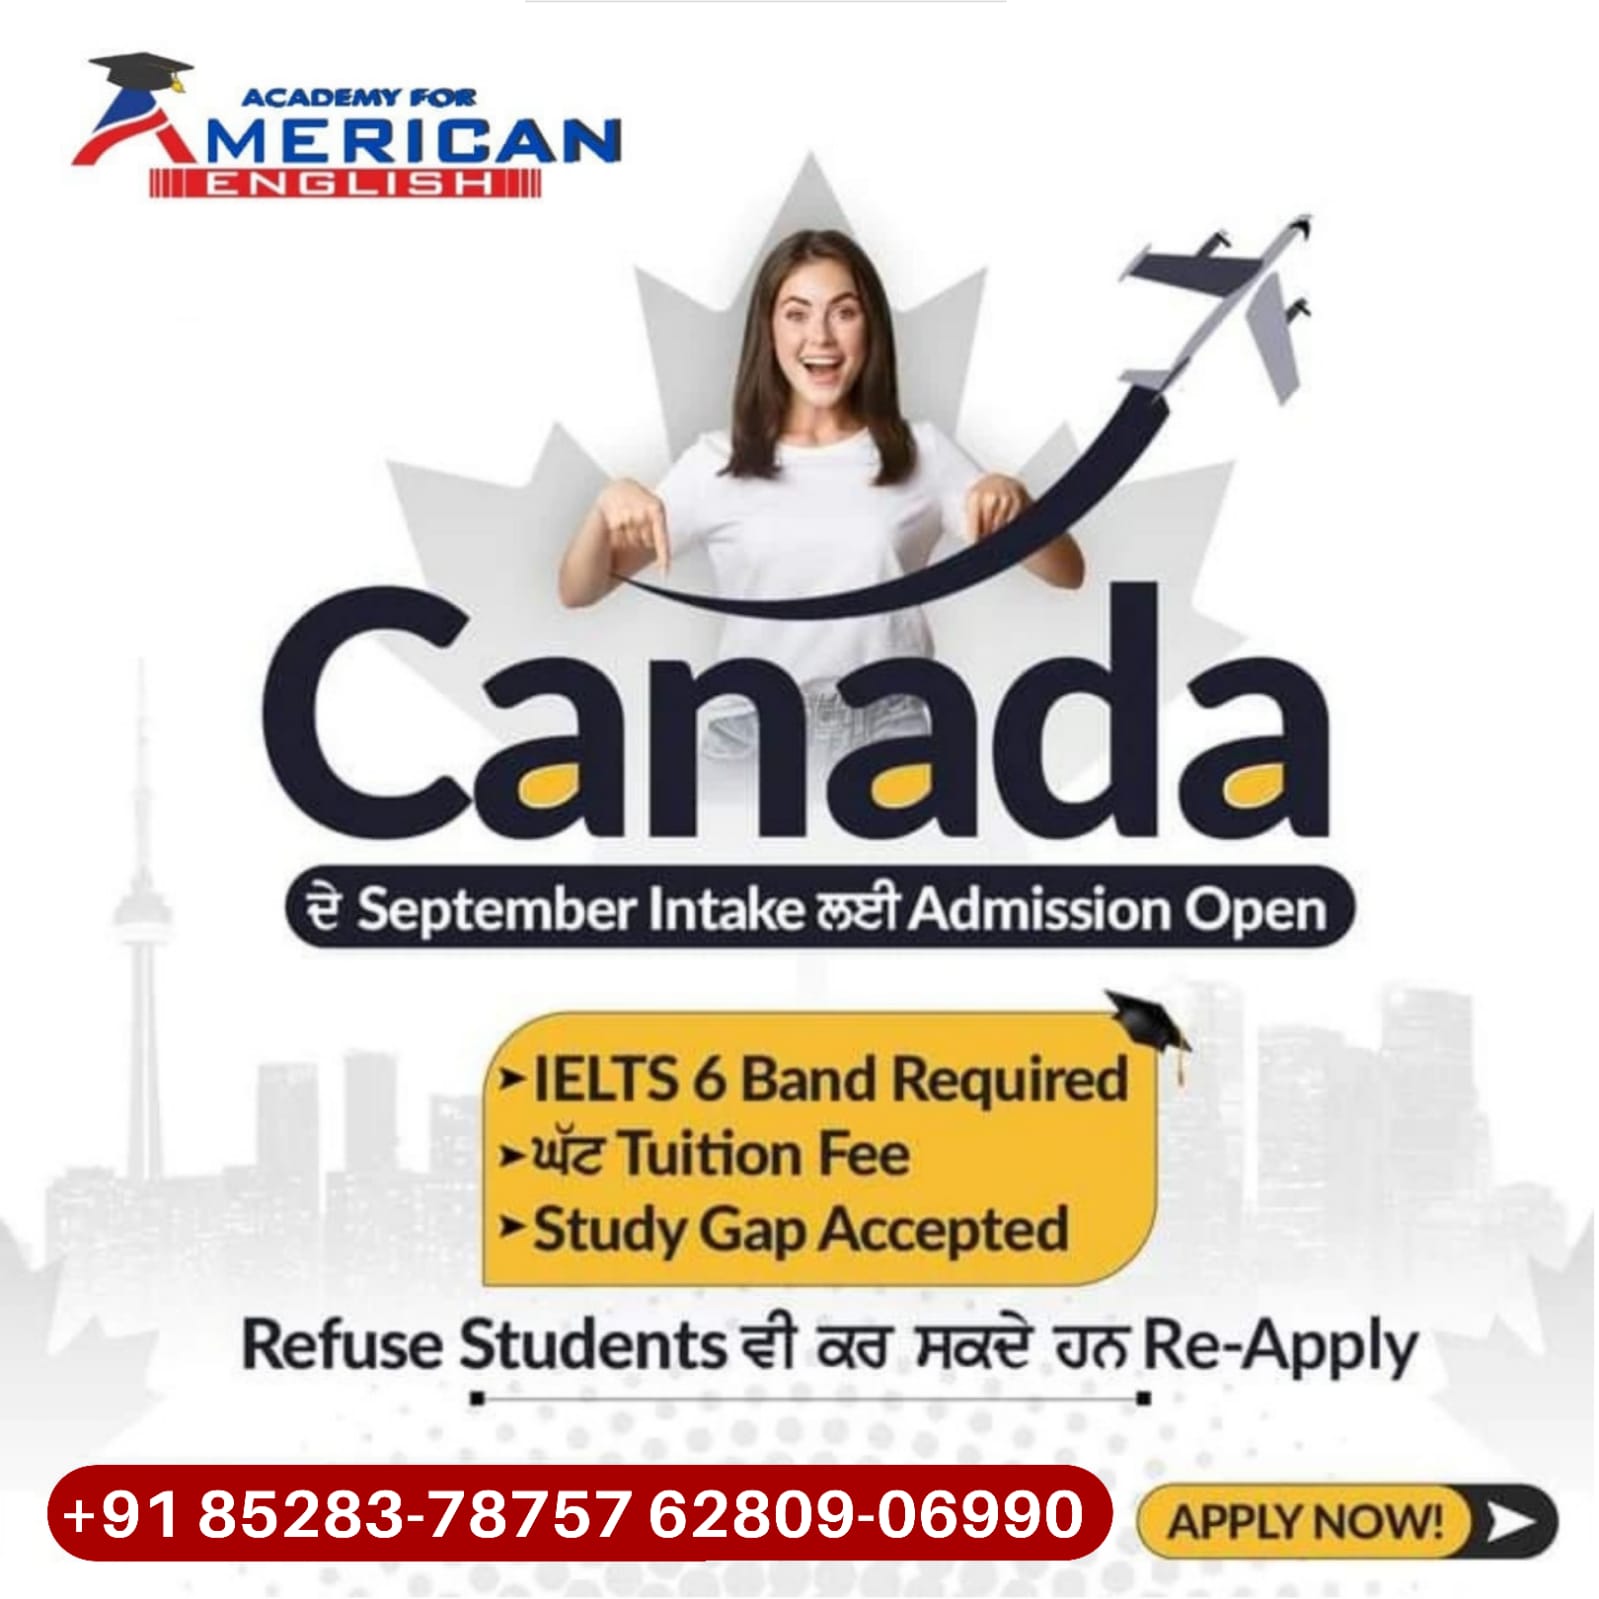 ACADEMY FOR
AMERICAN
ENGLISH
Canada
ਦੇ September Intake ਲਈ Admission Open
➤IELTS 6 Band Required
➤ਘੱਟ Tuition Fee
➤Study Gap Accepted
Refuse Students ਵੀ ਕਰ ਸਕਦੇ ਹਨ Re-Apply
+91 85283-78757 62809-06990
APPLY NOW!